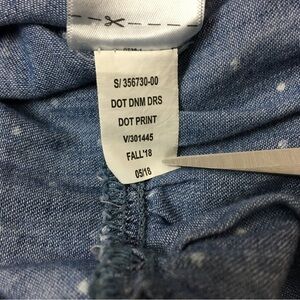 S/ 356730-00
DOT DNM DRS
DOT PRINT
V/301445
FALL'18
05/18